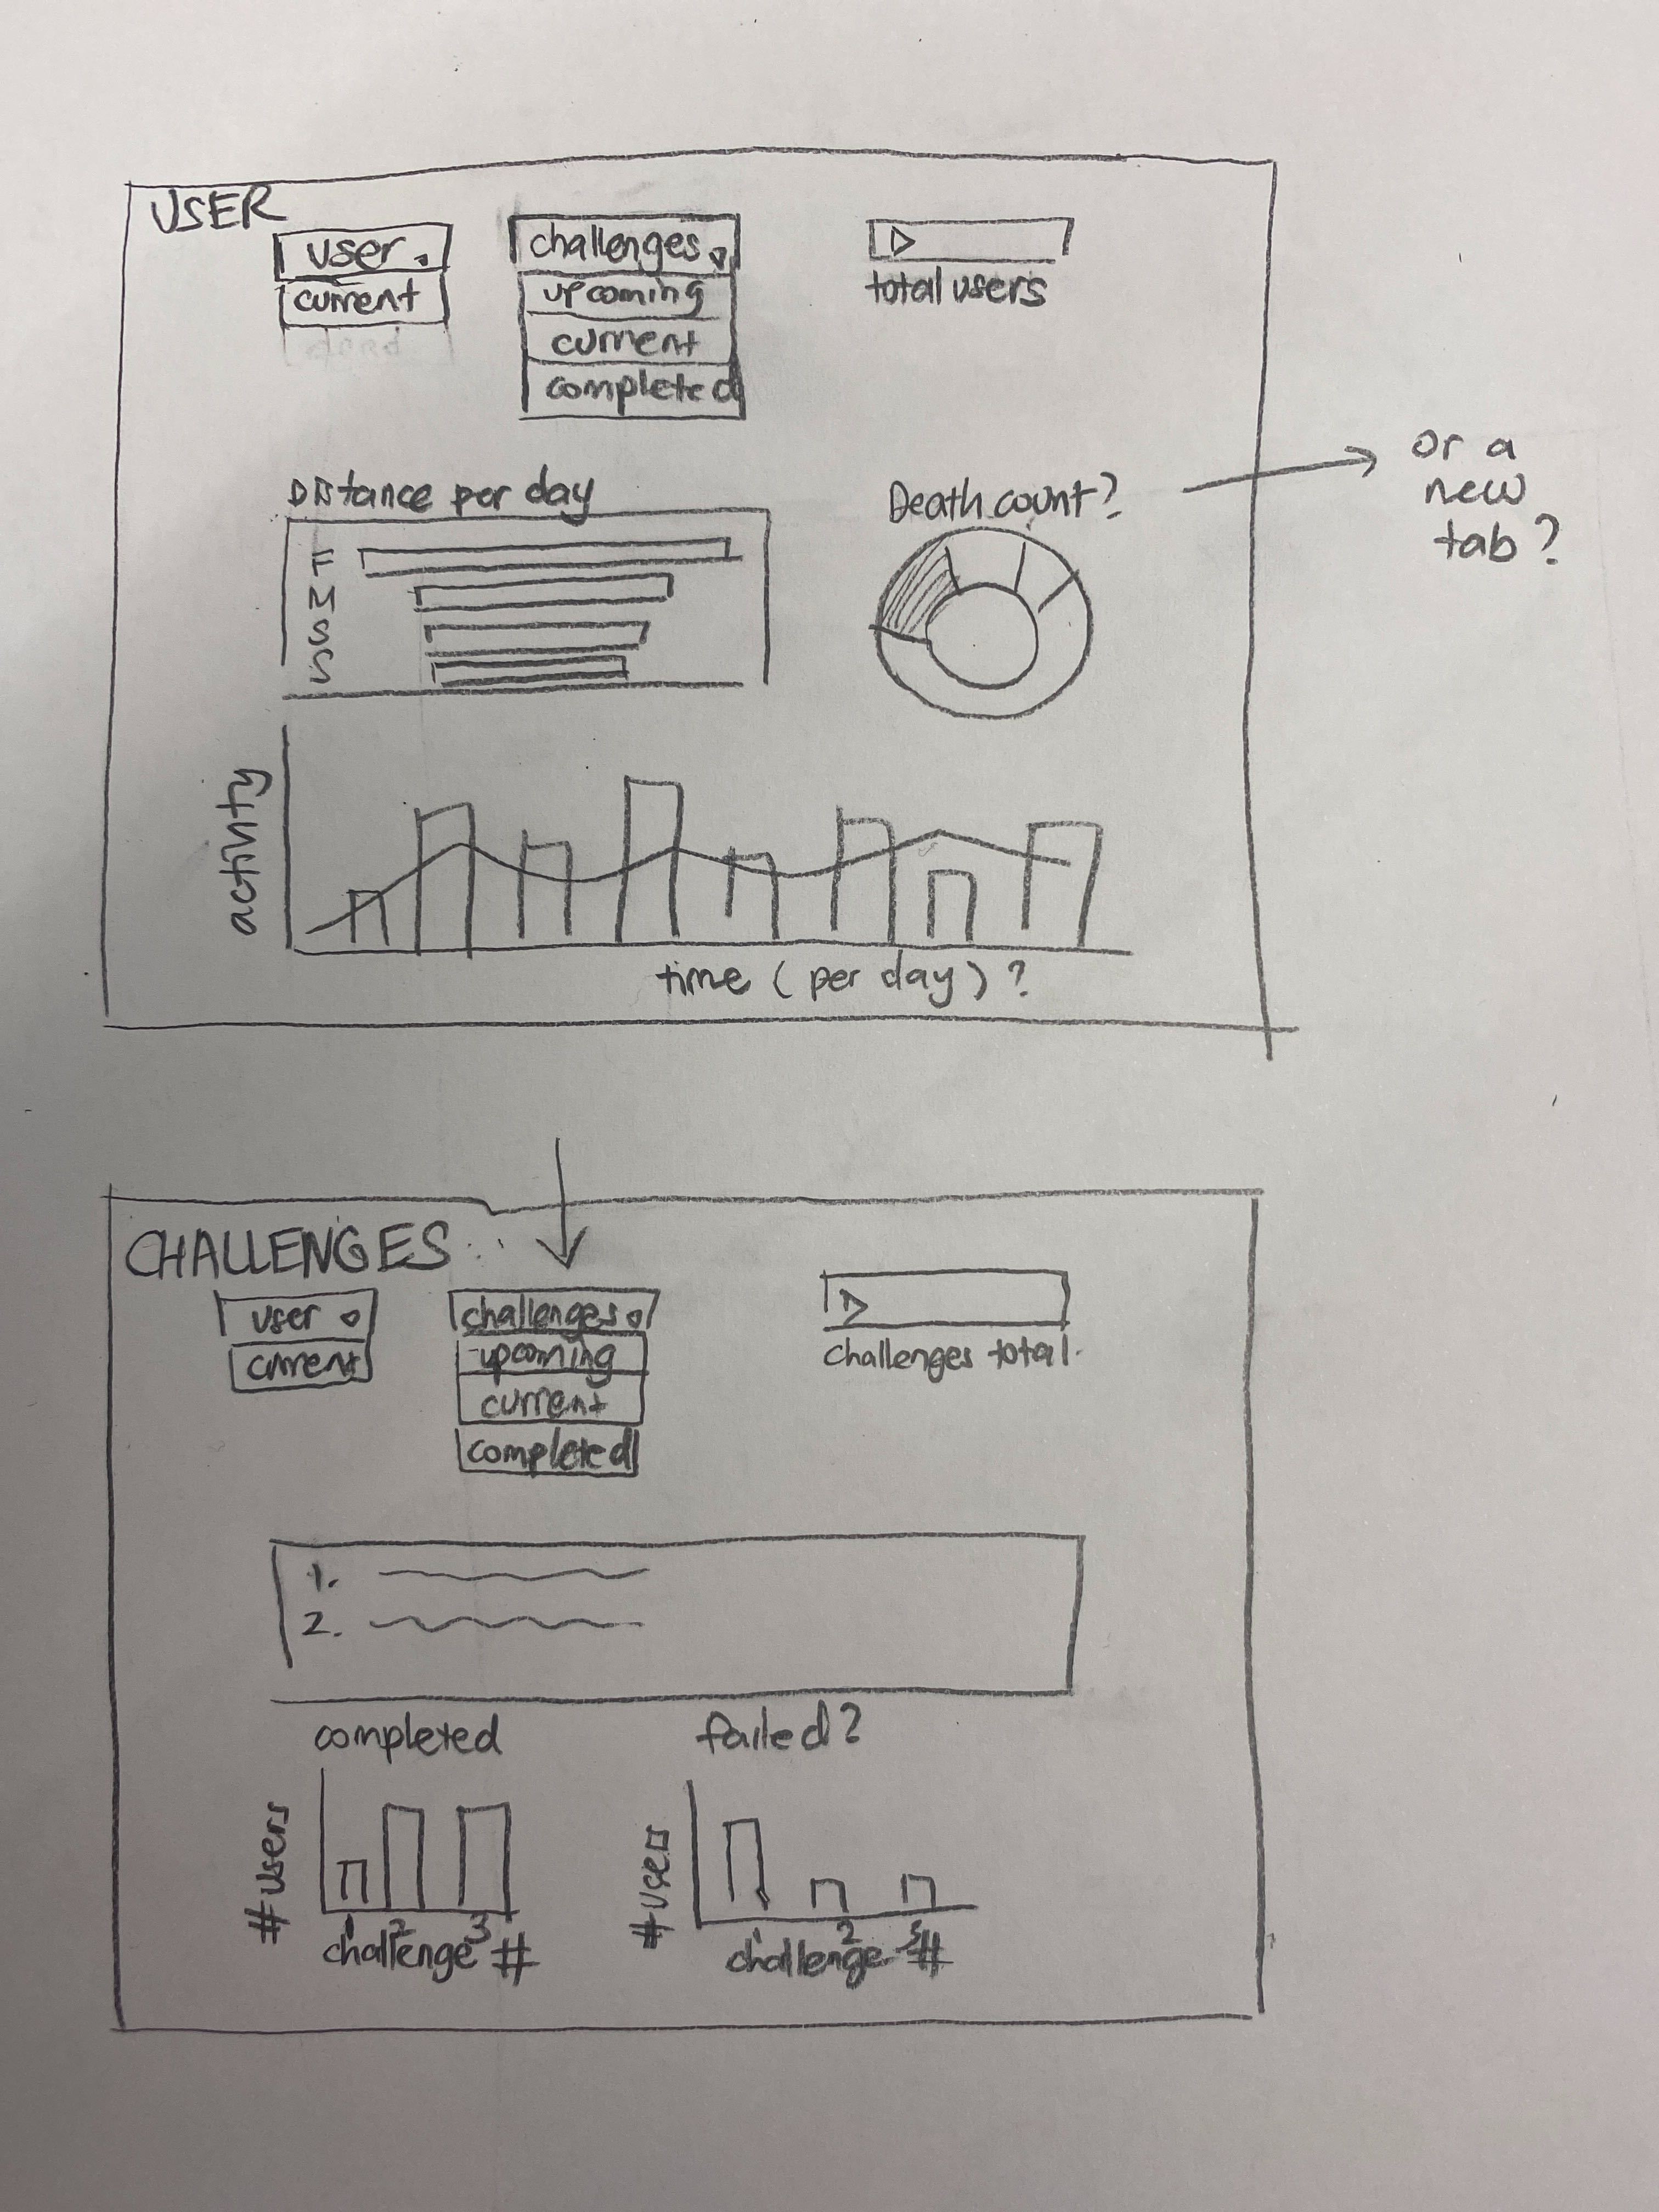 USER
user
current
dead
challenges
upcoming
current
completed
total users
Distance per day
F
M
S
S
Death count?
or a
new
tab?
activity
time (per day)?
CHALLENGES
user
current
challenges
upcoming
current
completed
challenges total.
1.
2.
completed
# users
1 2 3
challenge #
failed?
# users
1 2 3
challenge #